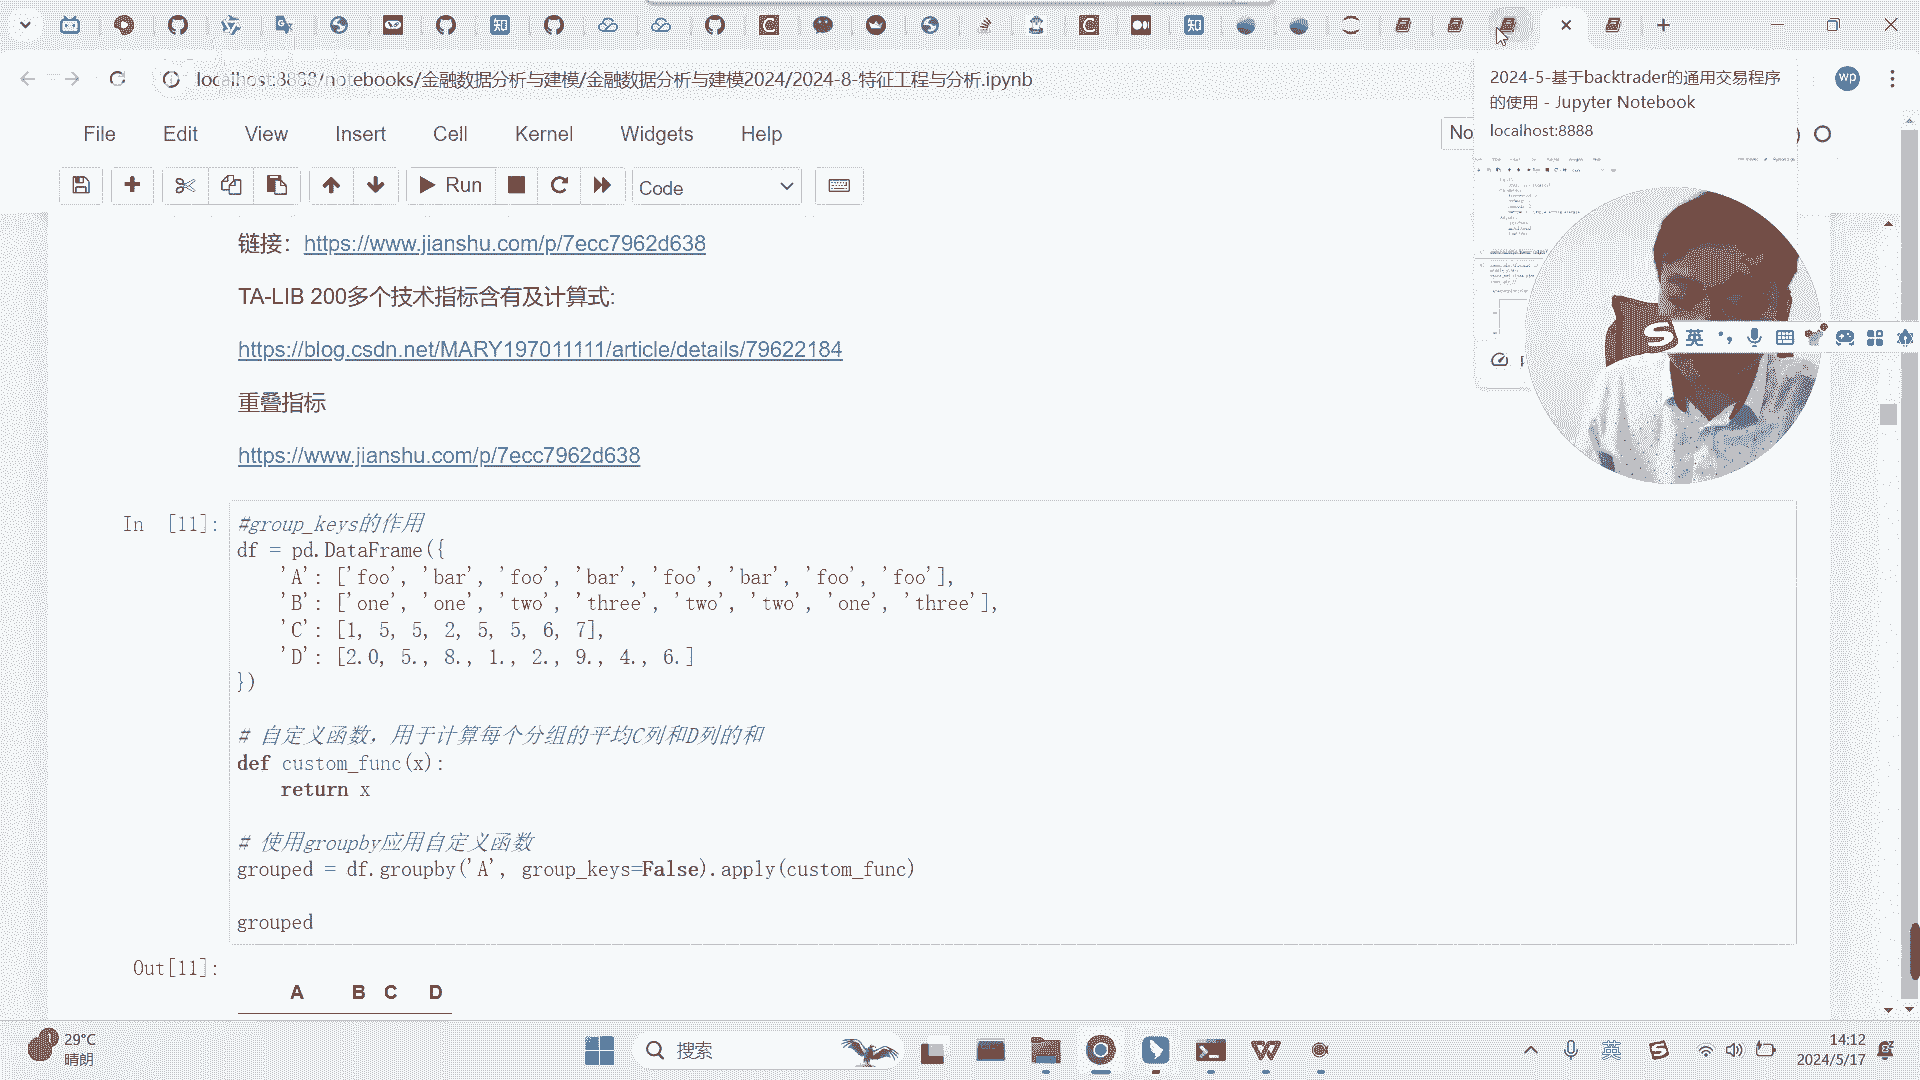 localhost:8888/notebooks/金融数据分析与建模/金融数据分析与建模2024/2024-8-特征工程与分析.ipynb
wp
2024-5-基于backtrader的通用交易程序
的使用 - Jupyter Notebook
localhost:8888
File Edit View Insert Cell Kernel Widgets Help
No
Run
Code
链接：https://www.jianshu.com/p/7ecc7962d638
TA-LIB 200多个技术指标含有及计算式:
https://blog.csdn.net/MARY197011111/article/details/79622184
重叠指标
https://www.jianshu.com/p/7ecc7962d638
英
In [11]:
#group_keys的作用
df = pd.DataFrame({
'A': ['foo', 'bar', 'foo', 'bar', 'foo', 'bar', 'foo', 'foo'],
'B': ['one', 'one', 'two', 'three', 'two', 'two', 'one', 'three'],
'C': [1, 5, 5, 2, 5, 5, 6, 7],
'D': [2.0, 5., 8., 1., 2., 9., 4., 6.]
})
# 自定义函数，用于计算每个分组的平均C列和D列的和
def custom_func(x):
return x
# 使用groupby应用自定义函数
grouped = df.groupby('A', group_keys=False).apply(custom_func)
grouped
Out[11]:
A B C D
29°C
晴朗
搜索
英
14:12
2024/5/17